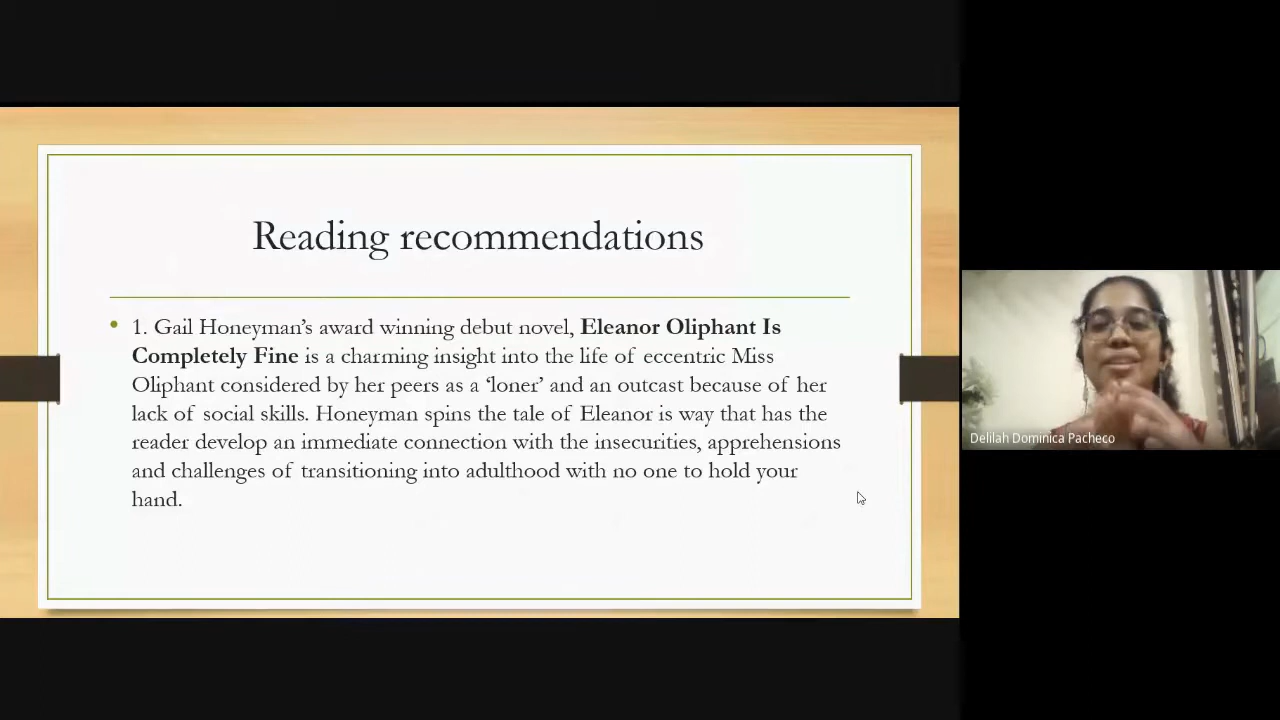 Reading recommendations
• 1. Gail Honeyman’s award winning debut novel, Eleanor Oliphant Is
Completely Fine is a charming insight into the life of eccentric Miss
Oliphant considered by her peers as a ‘loner’ and an outcast because of her
lack of social skills. Honeyman spins the tale of Eleanor is way that has the
reader develop an immediate connection with the insecurities, apprehensions
and challenges of transitioning into adulthood with no one to hold your
hand.
Delilah Dominica Pacheco